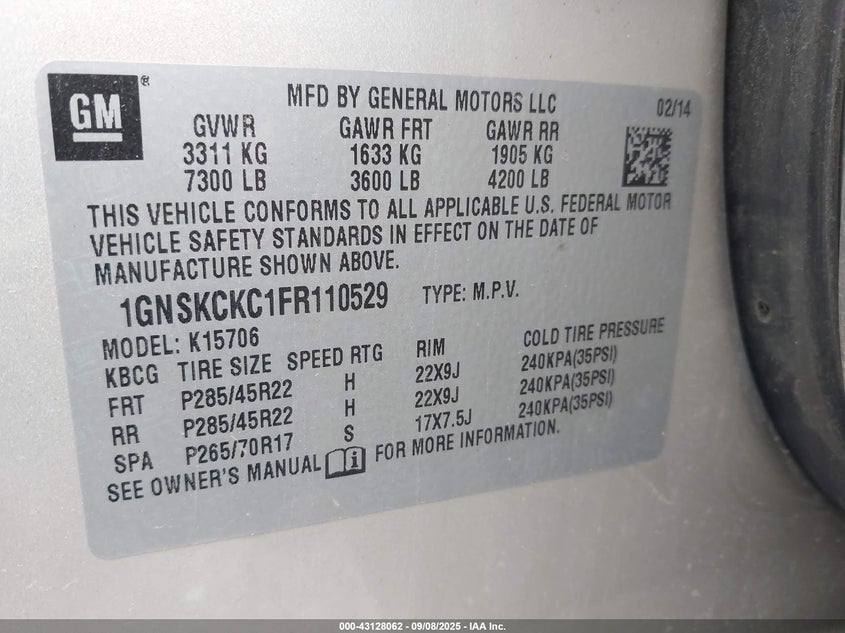 GM ®
MFD BY GENERAL MOTORS LLC 02/14
GVWR GAWR FRT GAWR RR
3311 KG 1633 KG 1905 KG
7300 LB 3600 LB 4200 LB
THIS VEHICLE CONFORMS TO ALL APPLICABLE U.S. FEDERAL MOTOR
VEHICLE SAFETY STANDARDS IN EFFECT ON THE DATE OF
MANUFACTURE SHOWN ABOVE.
1GNSKCKC1FR110529 TYPE: M.P.V.
MODEL: K15706
KBCG TIRE SIZE SPEED RTG RIM COLD TIRE PRESSURE
FRT P285/45R22 H 22X9J 240KPA(35PSI)
RR P285/45R22 H 22X9J 240KPA(35PSI)
SPA P265/70R17 S 17X7.5J 240KPA(35PSI)
SEE OWNER'S MANUAL i FOR MORE INFORMATION.
000-43128062 - 09/08/2025 - IAA Inc.